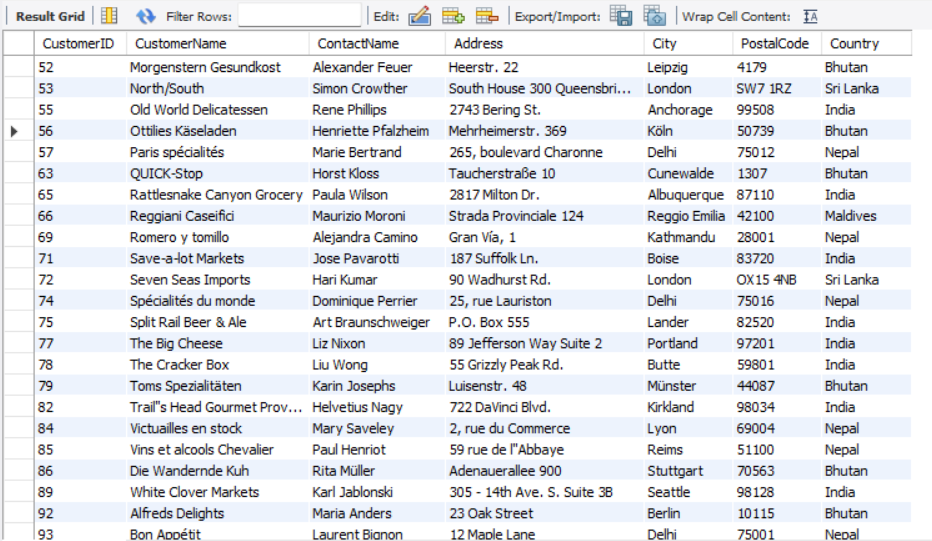 Result Grid Filter Rows: Edit: Export/Import: Wrap Cell Content: IA
CustomerID CustomerName ContactName Address City PostalCode Country
52 Morgenstern Gesundkost Alexander Feuer Heerstr. 22 Leipzig 4179 Bhutan
53 North/South Simon Crowther South House 300 Queensbri... London SW7 1RZ Sri Lanka
55 Old World Delicatessen Rene Phillips 2743 Bering St. Anchorage 99508 India
56 Ottilies Käseladen Henriette Pfalzheim Mehrheimerstr. 369 Köln 50739 Bhutan
57 Paris spécialités Marie Bertrand 265, boulevard Charonne Delhi 75012 Nepal
63 QUICK-Stop Horst Kloss Taucherstraße 10 Cunewalde 1307 Bhutan
65 Rattlesnake Canyon Grocery Paula Wilson 2817 Milton Dr. Albuquerque 87110 India
66 Reggiani Caseifici Maurizio Moroni Strada Provinciale 124 Reggio Emilia 42100 Maldives
69 Romero y tomillo Alejandra Camino Gran Vía, 1 Kathmandu 28001 Nepal
71 Save-a-lot Markets Jose Pavarotti 187 Suffolk Ln. Boise 83720 India
72 Seven Seas Imports Hari Kumar 90 Wadhurst Rd. London OX15 4NB Sri Lanka
74 Spécialités du monde Dominique Perrier 25, rue Lauriston Delhi 75016 Nepal
75 Split Rail Beer & Ale Art Braunschweiger P.O. Box 555 Lander 82520 India
77 The Big Cheese Liz Nixon 89 Jefferson Way Suite 2 Portland 97201 India
78 The Cracker Box Liu Wong 55 Grizzly Peak Rd. Butte 59801 India
79 Toms Spezialitäten Karin Josephs Luisenstr. 48 Münster 44087 Bhutan
82 Trail"s Head Gourmet Prov... Helvetius Nagy 722 DaVinci Blvd. Kirkland 98034 India
84 Victuailles en stock Mary Saveley 2, rue du Commerce Lyon 69004 Nepal
85 Vins et alcools Chevalier Paul Henriot 59 rue de l"Abbaye Reims 51100 Nepal
86 Die Wandernde Kuh Rita Müller Adenauerallee 900 Stuttgart 70563 Bhutan
89 White Clover Markets Karl Jablonski 305 - 14th Ave. S. Suite 3B Seattle 98128 India
92 Alfreds Delights Maria Anders 23 Oak Street Berlin 10115 Bhutan
93 Bon Appétit Laurent Bignon 12 Maple Lane Delhi 75001 Nepal